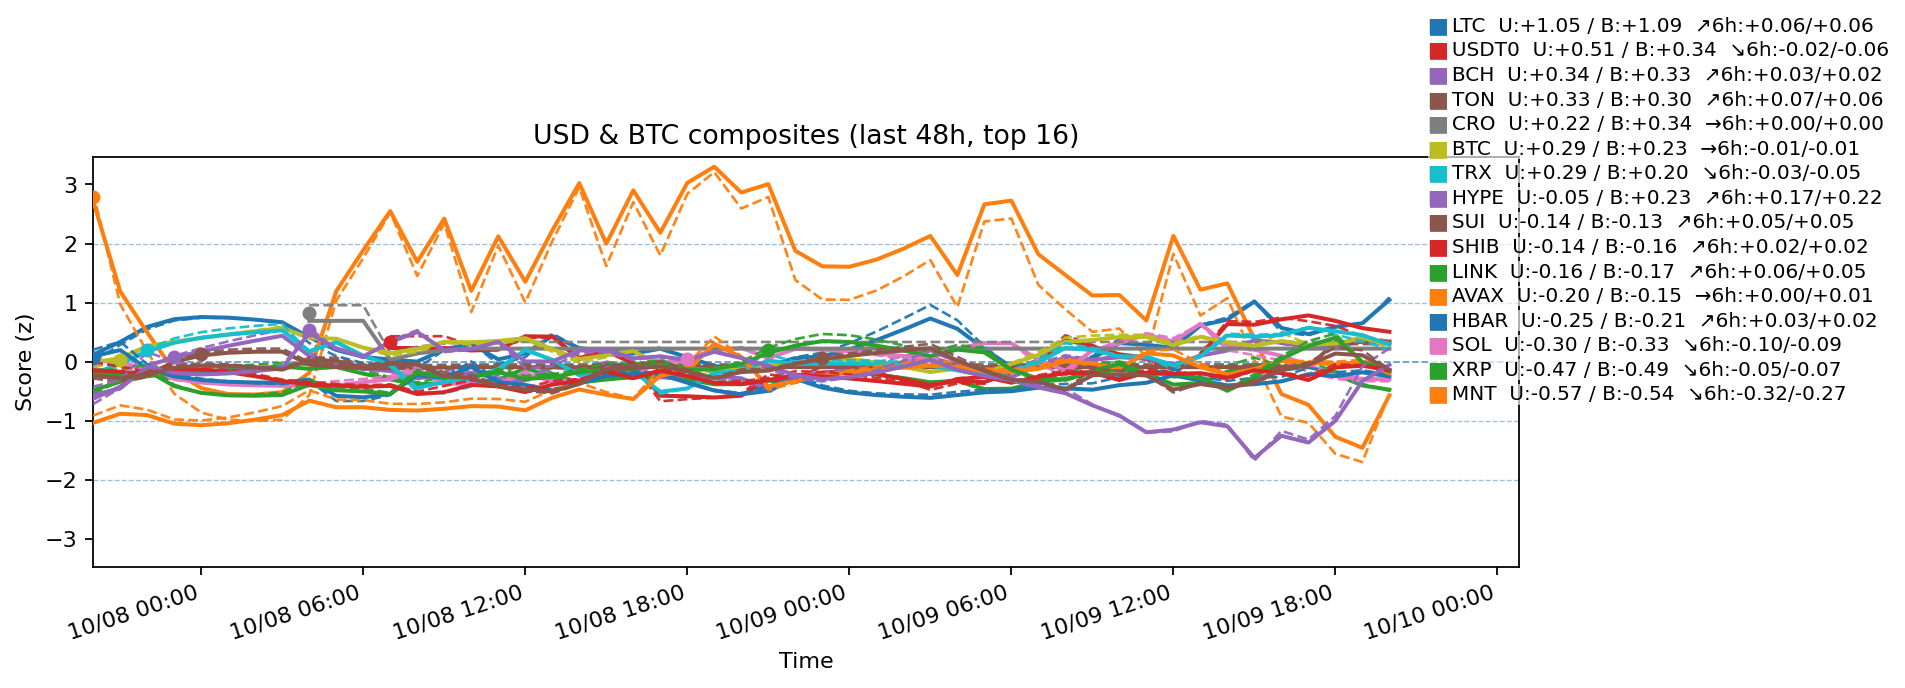 LTC  U:+1.05 / B:+1.09  ↗6h:+0.06/+0.06
USDT0  U:+0.51 / B:+0.34  ↘6h:-0.02/-0.06
BCH  U:+0.34 / B:+0.33  ↗6h:+0.03/+0.02
TON  U:+0.33 / B:+0.30  ↗6h:+0.07/+0.06
CRO  U:+0.22 / B:+0.34  →6h:+0.00/+0.00
BTC  U:+0.29 / B:+0.23  →6h:-0.01/-0.01
TRX  U:+0.29 / B:+0.20  ↘6h:-0.03/-0.05
HYPE  U:-0.05 / B:+0.23  ↗6h:+0.17/+0.22
SUI  U:-0.14 / B:-0.13  ↗6h:+0.05/+0.05
SHIB  U:-0.14 / B:-0.16  ↗6h:+0.02/+0.02
LINK  U:-0.16 / B:-0.17  ↗6h:+0.06/+0.05
AVAX  U:-0.20 / B:-0.15  →6h:+0.00/+0.01
HBAR  U:-0.25 / B:-0.21  ↗6h:+0.03/+0.02
SOL  U:-0.30 / B:-0.33  ↘6h:-0.10/-0.09
XRP  U:-0.47 / B:-0.49  ↘6h:-0.05/-0.07
MNT  U:-0.57 / B:-0.54  ↘6h:-0.32/-0.27
USD & BTC composites (last 48h, top 16)
Score (z)
3
2
1
0
−1
−2
−3
10/08 00:00
10/08 06:00
10/08 12:00
10/08 18:00
10/09 00:00
10/09 06:00
10/09 12:00
10/09 18:00
10/10 00:00
Time